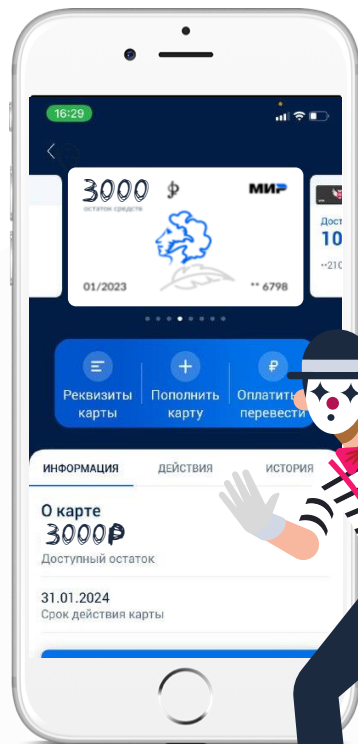 16:29
3000 ₽
МИР
остаток средств
01/2023
** 6798
Дост
10
**210
Реквизиты карты
Пополнить карту
Оплатить
перевести
ИНФОРМАЦИЯ
ДЕЙСТВИЯ
ИСТОРИЯ
О карте
3000₽
Доступный остаток
31.01.2024
Срок действия карты